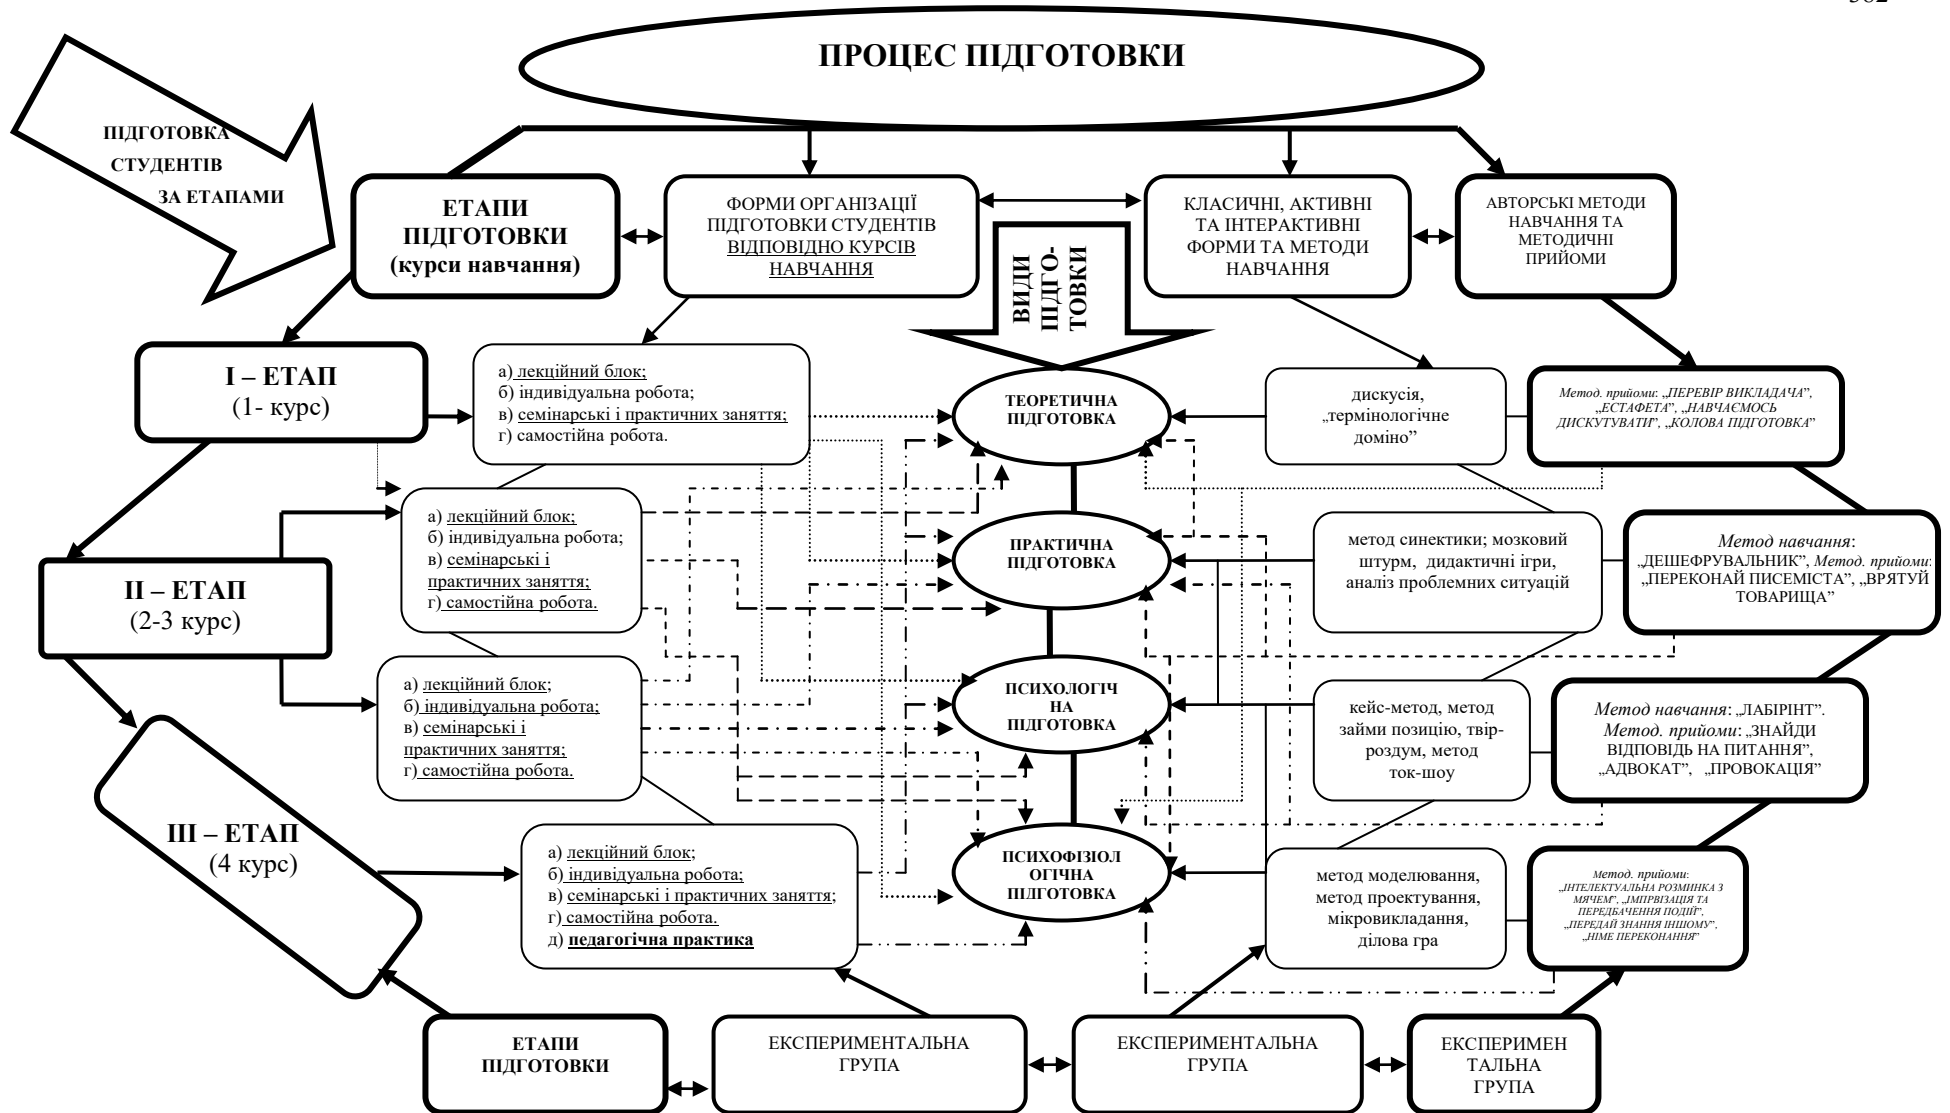 ПРОЦЕС ПІДГОТОВКИ
ПІДГОТОВКА
СТУДЕНТІВ
ЗА ЕТАПАМИ
ЕТАПИ
ПІДГОТОВКИ
(курси навчання)
ФОРМИ ОРГАНІЗАЦІЇ
ПІДГОТОВКИ СТУДЕНТІВ
ВІДПОВІДНО КУРСІВ
НАВЧАННЯ
КЛАСИЧНІ, АКТИВНІ
ТА ІНТЕРАКТИВНІ
ФОРМИ ТА МЕТОДИ
НАВЧАННЯ
АВТОРСЬКІ МЕТОДИ
НАВЧАННЯ ТА
МЕТОДИЧНІ
ПРИЙОМИ
ВИДИ
ПІДГО-
ТОВКИ
І – ЕТАП
(1- курс)
а) лекційний блок;
б) індивідуальна робота;
в) семінарські і практичних заняття;
г) самостійна робота.
ТЕОРЕТИЧНА
ПІДГОТОВКА
дискусія,
„термінологічне
доміно”
Метод. прийоми: „ПЕРЕВІР ВИКЛАДАЧА”,
„ЕСТАФЕТА”, „НАВЧАЄМОСЬ
ДИСКУТУВАТИ”, „КОЛОВА ПІДГОТОВКА”
ІІ – ЕТАП
(2-3 курс)
а) лекційний блок;
б) індивідуальна робота;
в) семінарські і
практичних заняття;
г) самостійна робота.
ПРАКТИЧНА
ПІДГОТОВКА
метод синектики; мозковий
штурм, дидактичні ігри,
аналіз проблемних ситуацій
Метод навчання:
„ДЕШЕФРУВАЛЬНИК”, Метод. прийоми:
„ПЕРЕКОНАЙ ПИСЕМІСТА”, „ВРЯТУЙ
ТОВАРИЩА”
а) лекційний блок;
б) індивідуальна робота;
в) семінарські і
практичних заняття;
г) самостійна робота.
ПСИХОЛОГІЧ
НА
ПІДГОТОВКА
кейс-метод, метод
займи позицію, твір-
роздум, метод
ток-шоу
Метод навчання: „ЛАБІРІНТ”.
Метод. прийоми: „ЗНАЙДИ
ВІДПОВІДЬ НА ПИТАННЯ”,
„АДВОКАТ”, „ПРОВОКАЦІЯ”
ІІІ – ЕТАП
(4 курс)
а) лекційний блок;
б) індивідуальна робота;
в) семінарські і практичних заняття;
г) самостійна робота.
д) педагогічна практика
ПСИХОФІЗІОЛ
ОГІЧНА
ПІДГОТОВКА
метод моделювання,
метод проектування,
мікровикладання,
ділова гра
Метод. прийоми:
„ІНТЕЛЕКТУАЛЬНА РОЗМИНКА З
МЯЧЕМ”, „ІМПРВІЗАЦІЯ ТА
ПЕРЕДБАЧЕННЯ ПОДІЙ”,
„ПЕРЕДАЙ ЗНАННЯ ІНШОМУ”,
„НІМЕ ПЕРЕКОНАННЯ”
ЕТАПИ
ПІДГОТОВКИ
ЕКСПЕРИМЕНТАЛЬНА
ГРУПА
ЕКСПЕРИМЕНТАЛЬНА
ГРУПА
ЕКСПЕРИМЕН
ТАЛЬНА
ГРУПА